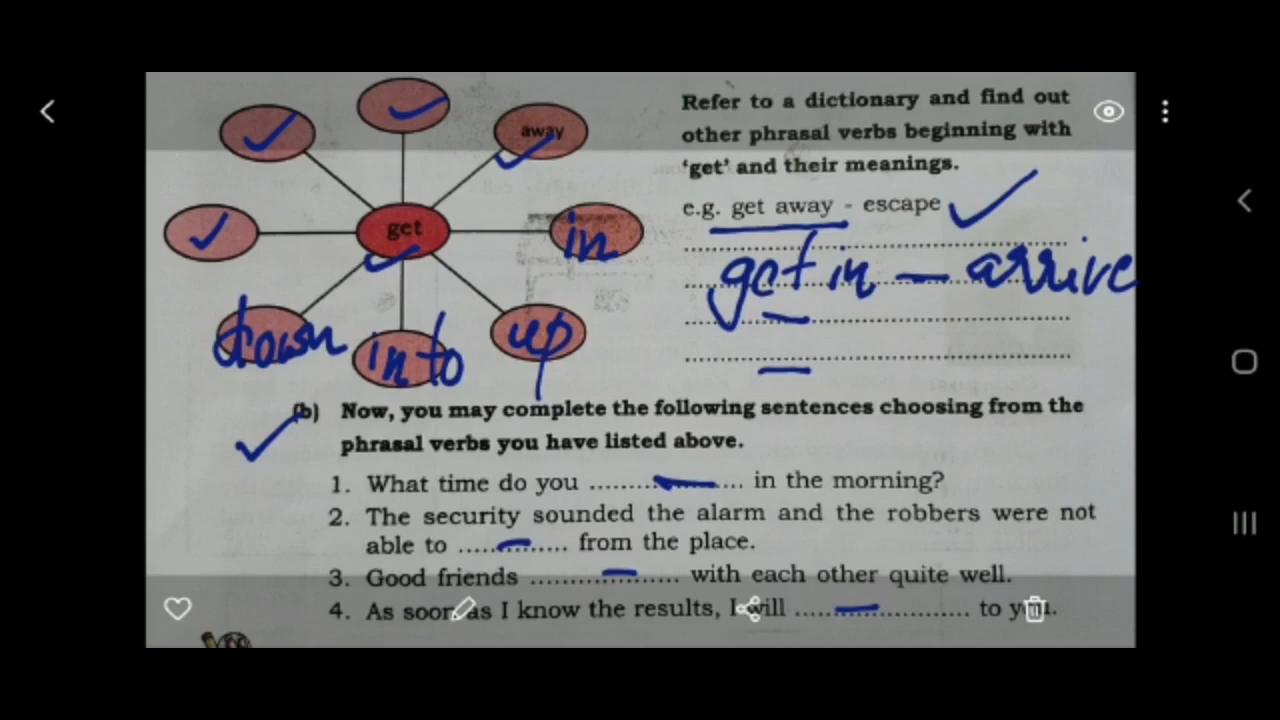 away
get
in
down
into
up
Refer to a dictionary and find out
other phrasal verbs beginning with
‘get’ and their meanings.
e.g. get away - escape
get in — arrive
(b) Now, you may complete the following sentences choosing from the
phrasal verbs you have listed above.
1. What time do you .................... in the morning?
2. The security sounded the alarm and the robbers were not
able to .............. from the place.
3. Good friends .................... with each other quite well.
4. As soon as I know the results, I will ....................... to you.